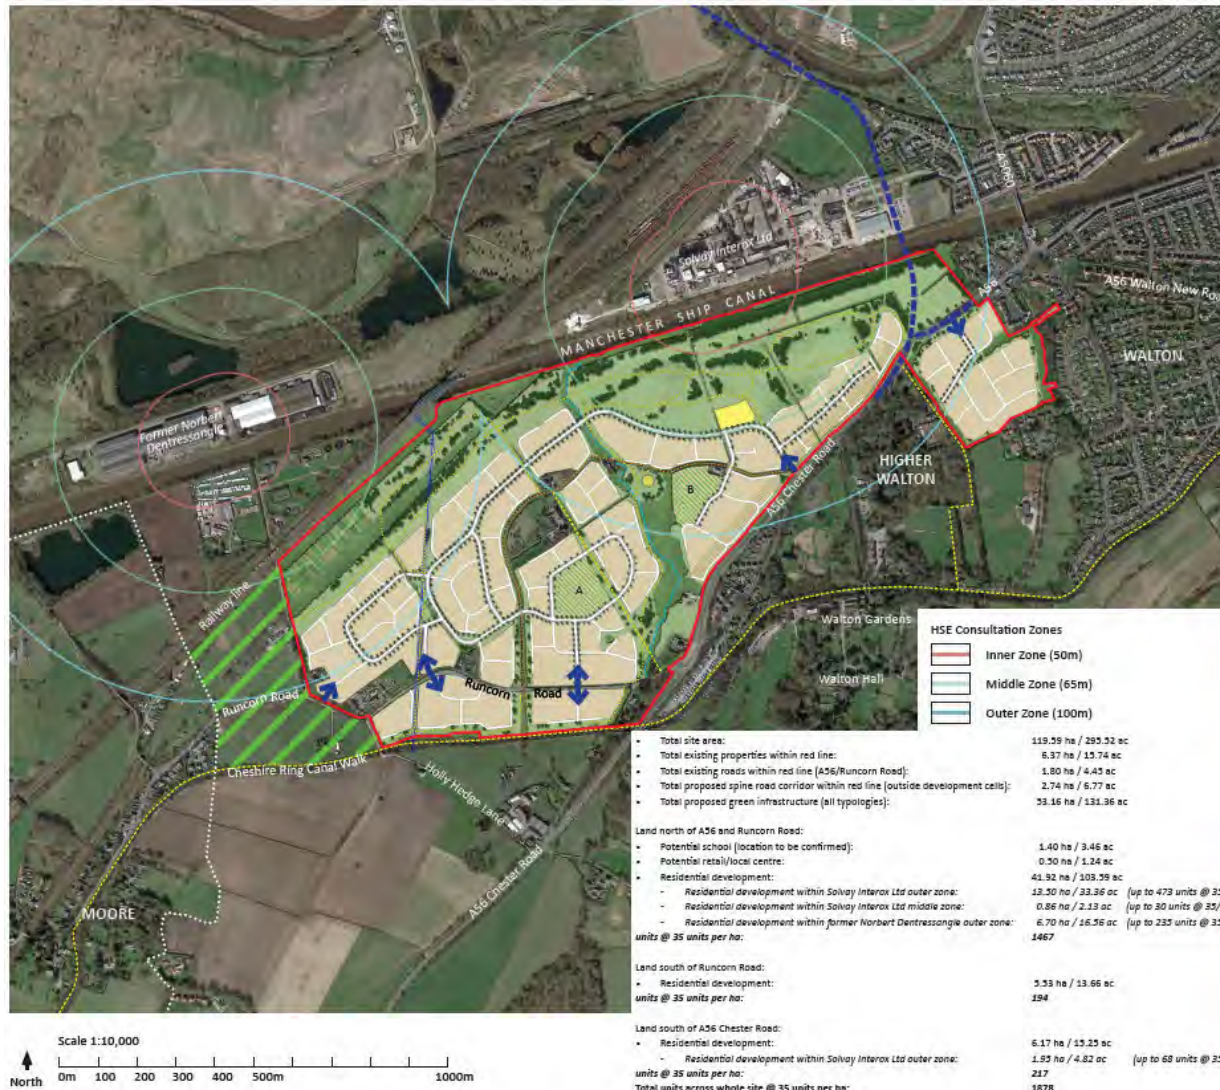 A5060
Solvay Interox Ltd
MANCHESTER SHIP CANAL
A56
A56 Walton New Roa
WALTON
Former Norbert
Dentressangle
HIGHER
WALTON
A56 Chester Road
B
A
Railway line
Runcorn Road
Runcorn Road
Walton Gardens
Walton Hall
Cheshire Ring Canal Walk
Holly Hedge Lane
A56 Chester Road
MOORE
HSE Consultation Zones
Inner Zone (50m)
Middle Zone (65m)
Outer Zone (100m)
• Total site area: 119.59 ha / 295.52 ac
• Total existing properties within red line: 6.37 ha / 15.74 ac
• Total existing roads within red line (A56/Runcorn Road): 1.80 ha / 4.45 ac
• Total proposed spine road corridor within red line (outside development cells): 2.74 ha / 6.77 ac
• Total proposed green infrastructure (all typologies): 53.16 ha / 131.36 ac
Land north of A56 and Runcorn Road:
• Potential school (location to be confirmed): 1.40 ha / 3.46 ac
• Potential retail/local centre: 0.50 ha / 1.24 ac
• Residential development: 41.92 ha / 103.59 ac
- Residential development within Solvay Interox Ltd outer zone: 13.50 ha / 33.36 ac (up to 473 units @ 35
- Residential development within Solvay Interox Ltd middle zone: 0.86 ha / 2.13 ac (up to 30 units @ 35/
- Residential development within former Norbert Dentressangle outer zone: 6.70 ha / 16.56 ac (up to 235 units @ 35
units @ 35 units per ha: 1467
Land south of Runcorn Road:
• Residential development: 5.53 ha / 13.66 ac
units @ 35 units per ha: 194
Land south of A56 Chester Road:
• Residential development: 6.17 ha / 15.25 ac
- Residential development within Solvay Interox Ltd outer zone: 1.95 ha / 4.82 ac (up to 68 units @ 35
units @ 35 units per ha: 217
Total units across whole site @ 35 units per ha: 1878
Scale 1:10,000
North
0m 100 200 300 400 500m 1000m